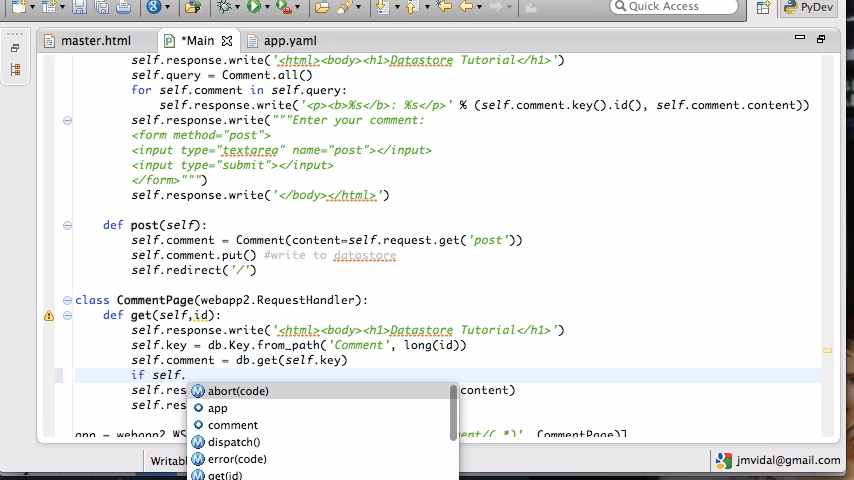 Quick Access
PyDev
master.html
*Main
app.yaml
self.response.write('<html><body><h1>Datastore Tutorial</h1>')
self.query = Comment.all()
for self.comment in self.query:
self.response.write('<p><b>%s</b>: %s</p>' % (self.comment.key().id(), self.comment.content))
self.response.write("""Enter your comment:
<form method="post">
<input type="textarea" name="post"></input>
<input type="submit"></input>
</form>""")
self.response.write('</body></html>')
def post(self):
self.comment = Comment(content=self.request.get('post'))
self.comment.put() #write to datastore
self.redirect('/')
class CommentPage(webapp2.RequestHandler):
def get(self,id):
self.response.write('<html><body><h1>Datastore Tutorial</h1>')
self.key = db.Key.from_path('Comment', long(id))
self.comment = db.get(self.key)
if self.
self.res content)
self.res
abort(code)
app
comment
dispatch()
error(code)
get(id)
CommentPage)]
Writabl
jmvidal@gmail.com